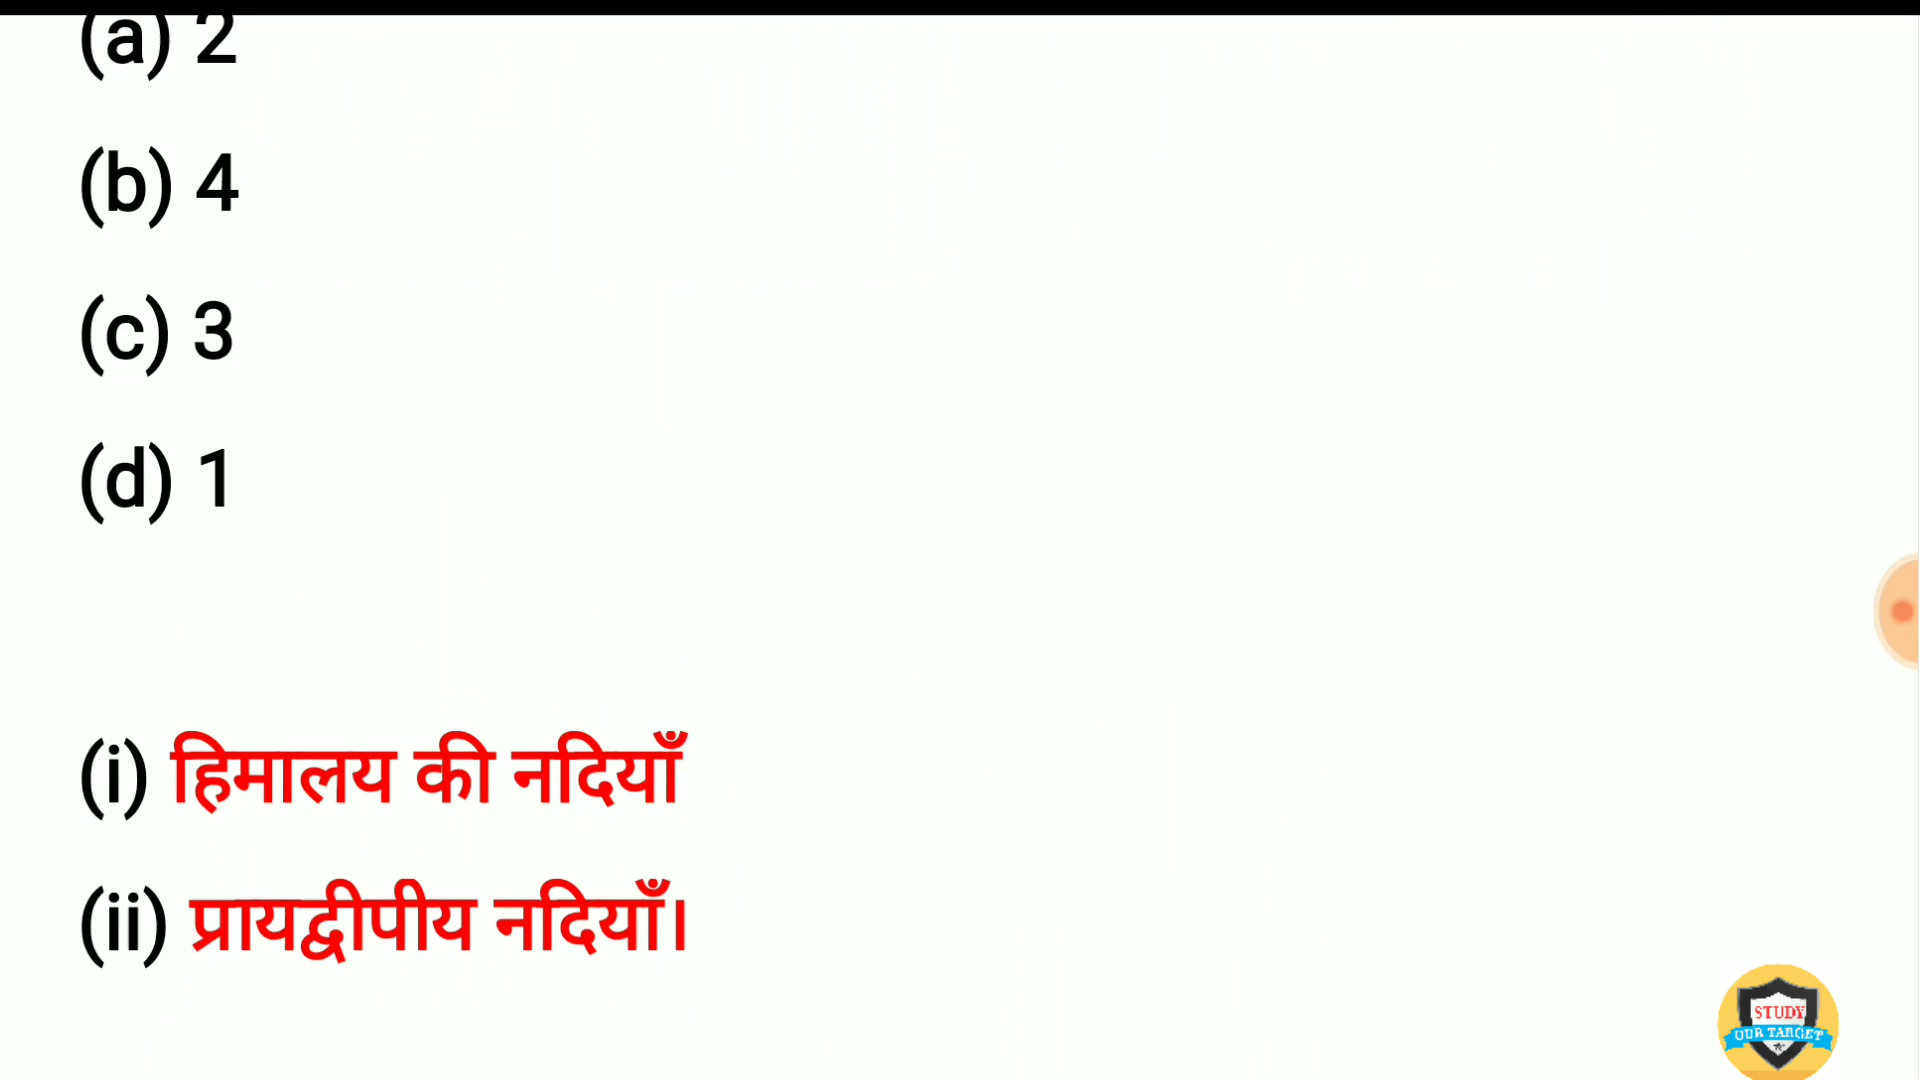 (a) 2
(b) 4
(c) 3
(d) 1
(i) हिमालय की नदियाँ
(ii) प्रायद्वीपीय नदियाँ।
STUDY
OUR TARGET